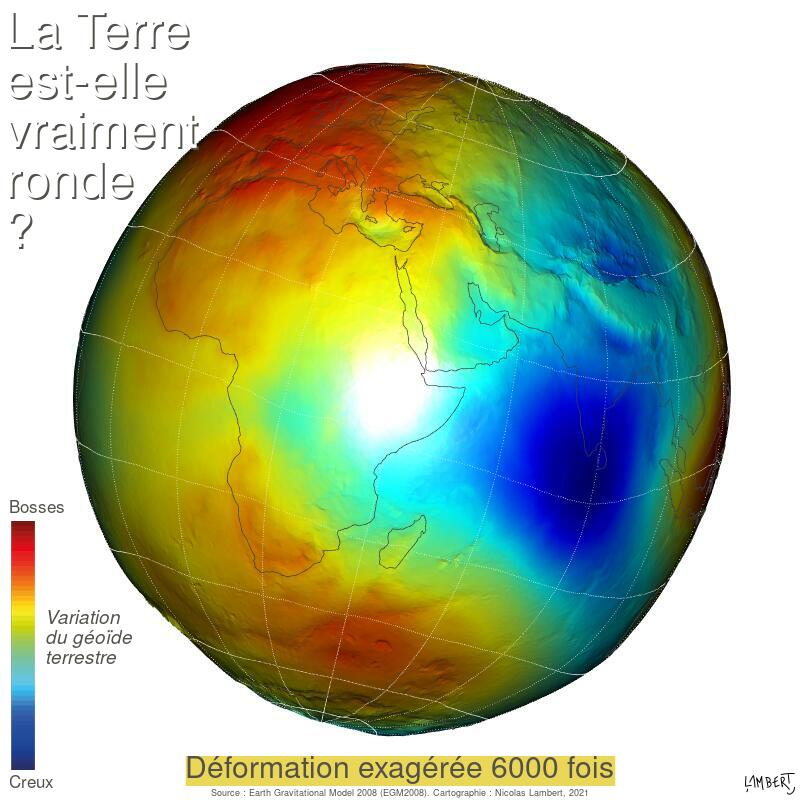 La Terre
est-elle
vraiment
ronde
?
Bosses
Variation
du géoïde
terrestre
Creux
Déformation exagérée 6000 fois
Source : Earth Gravitational Model 2008 (EGM2008). Cartographie : Nicolas Lambert, 2021
LAMBERT